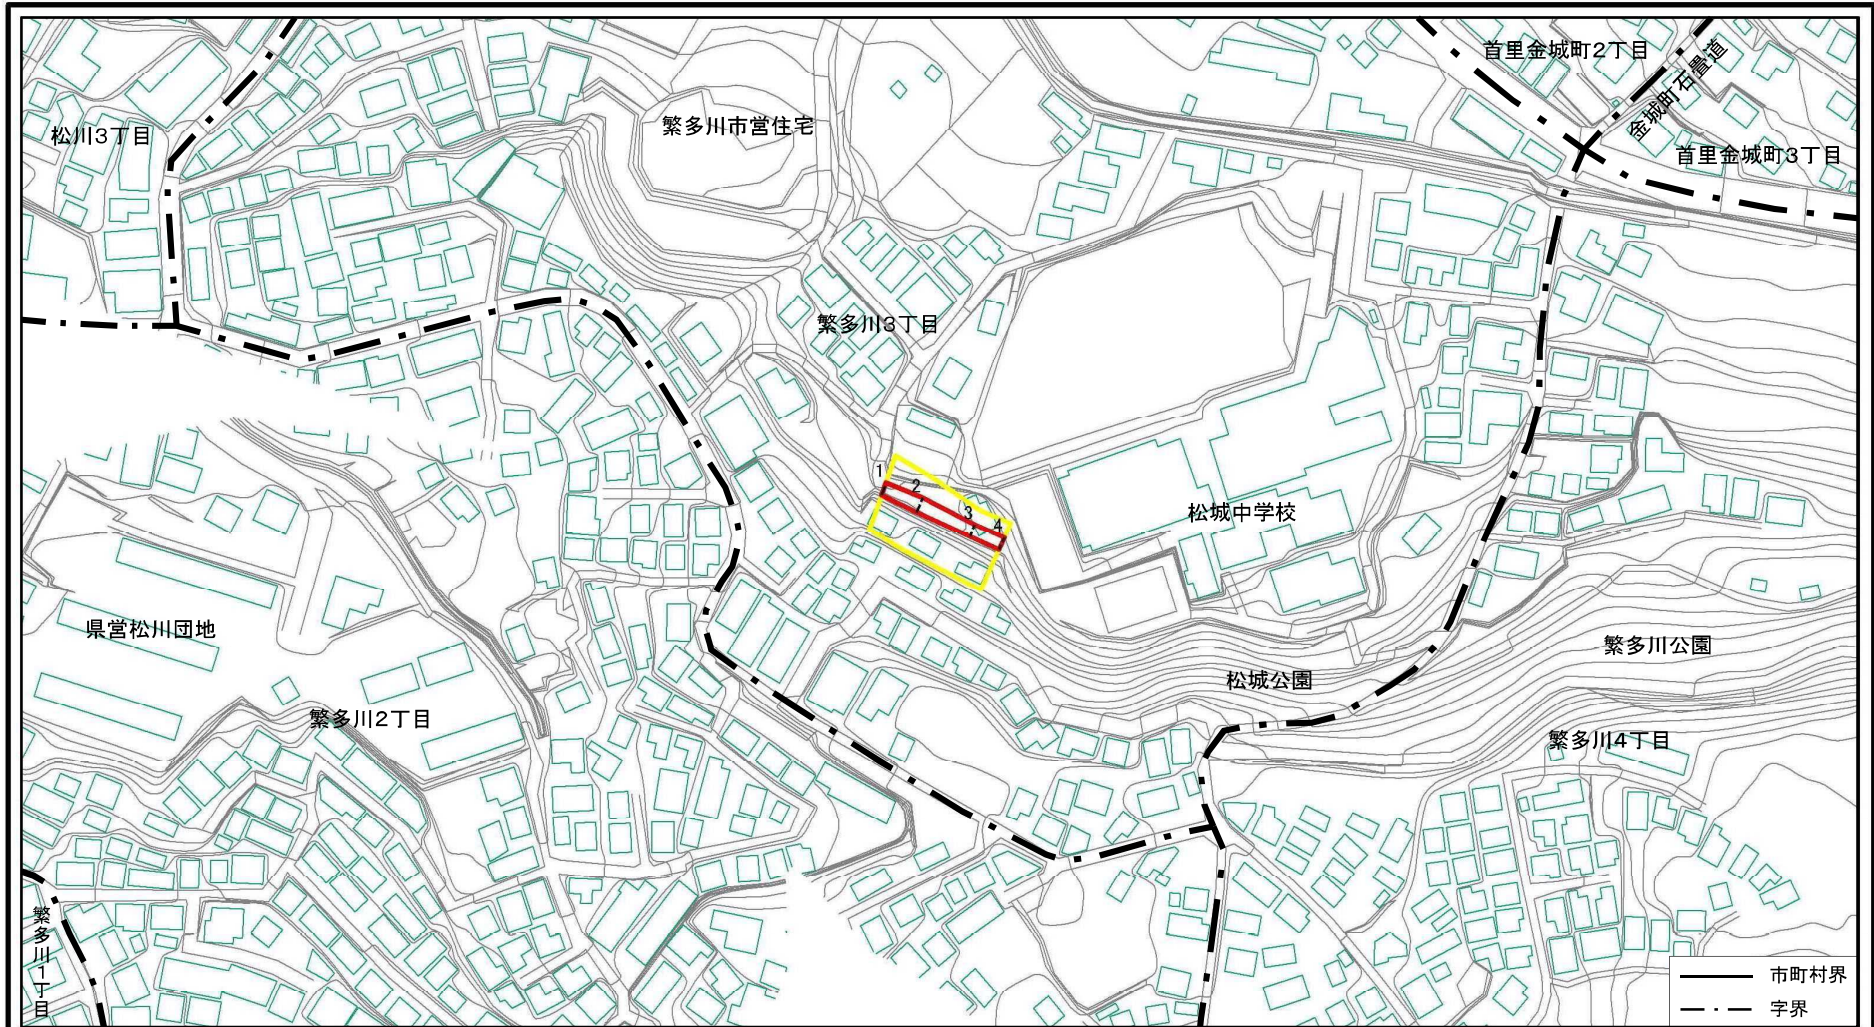 首里金城町2丁目
金城町石畳道
松川3丁目
繁多川市営住宅
首里金城町3丁目
繁多川3丁目
1
2
3
4
松城中学校
県営松川団地
繁多川公園
松城公園
繁多川2丁目
繁多川4丁目
繁多川1丁目
市町村界
字界